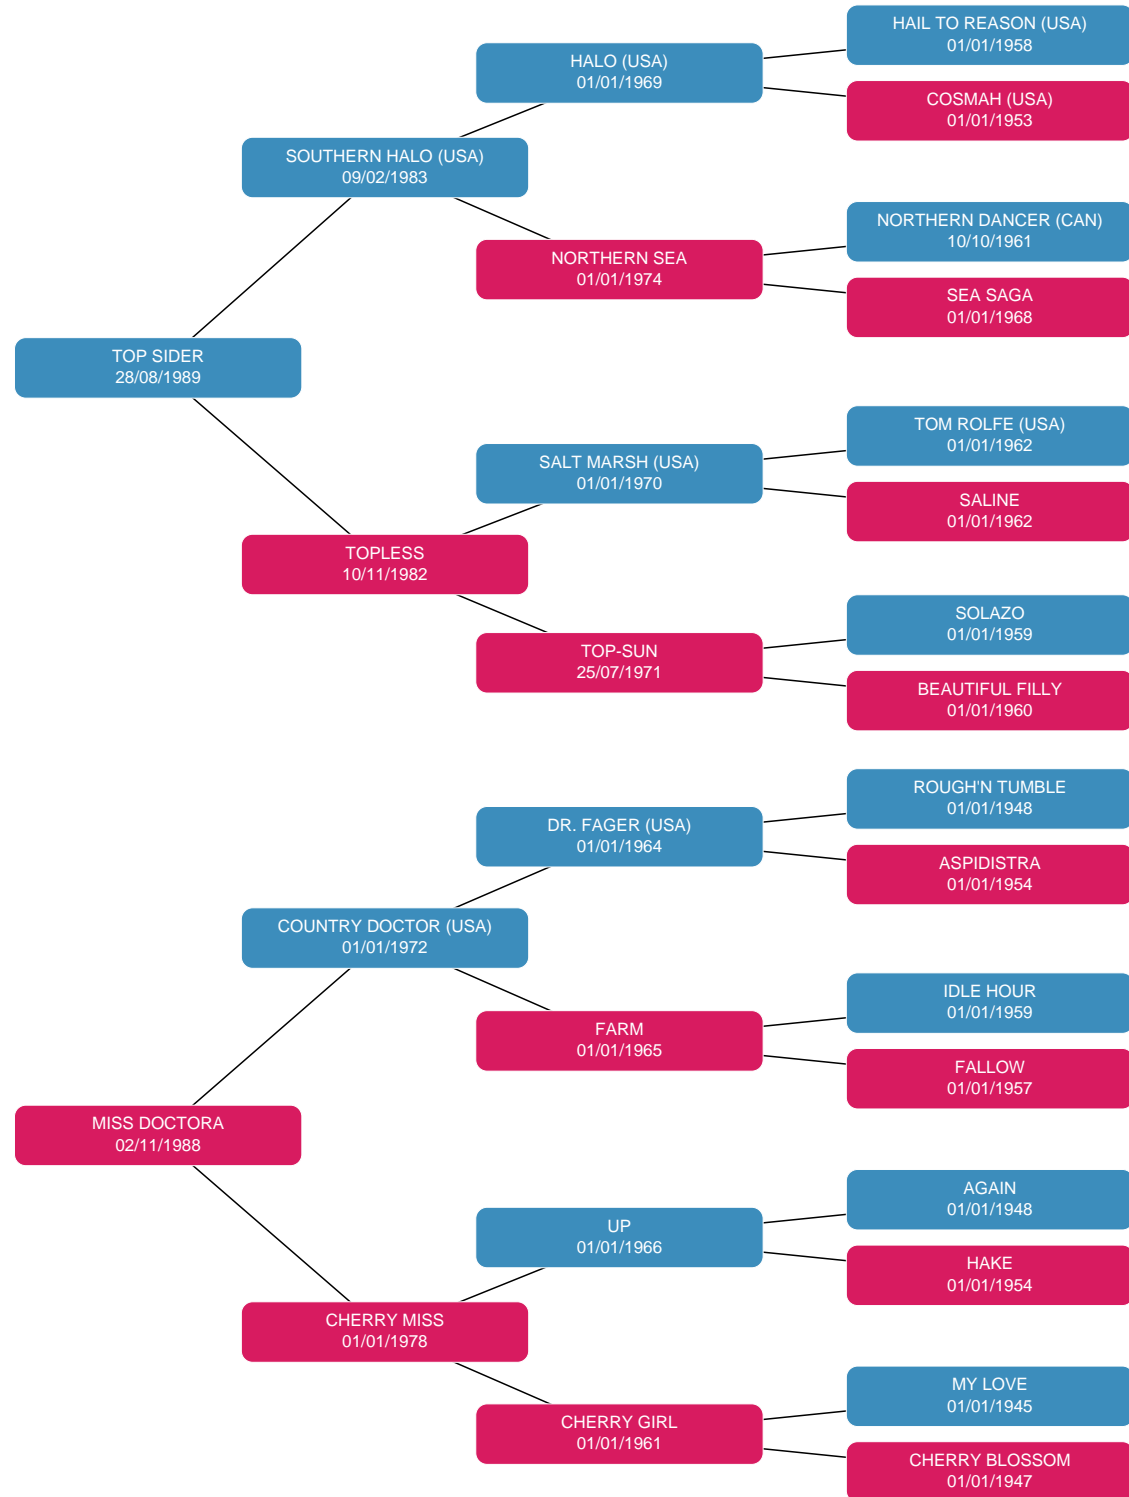 HAIL TO REASON (USA)
01/01/1958
HALO (USA)
01/01/1969
COSMAH (USA)
01/01/1953
SOUTHERN HALO (USA)
09/02/1983
NORTHERN DANCER (CAN)
10/10/1961
NORTHERN SEA
01/01/1974
SEA SAGA
01/01/1968
TOP SIDER
28/08/1989
TOM ROLFE (USA)
01/01/1962
SALT MARSH (USA)
01/01/1970
SALINE
01/01/1962
TOPLESS
10/11/1982
SOLAZO
01/01/1959
TOP-SUN
25/07/1971
BEAUTIFUL FILLY
01/01/1960
ROUGH'N TUMBLE
01/01/1948
DR. FAGER (USA)
01/01/1964
ASPIDISTRA
01/01/1954
COUNTRY DOCTOR (USA)
01/01/1972
IDLE HOUR
01/01/1959
FARM
01/01/1965
FALLOW
01/01/1957
MISS DOCTORA
02/11/1988
AGAIN
01/01/1948
UP
01/01/1966
HAKE
01/01/1954
CHERRY MISS
01/01/1978
MY LOVE
01/01/1945
CHERRY GIRL
01/01/1961
CHERRY BLOSSOM
01/01/1947